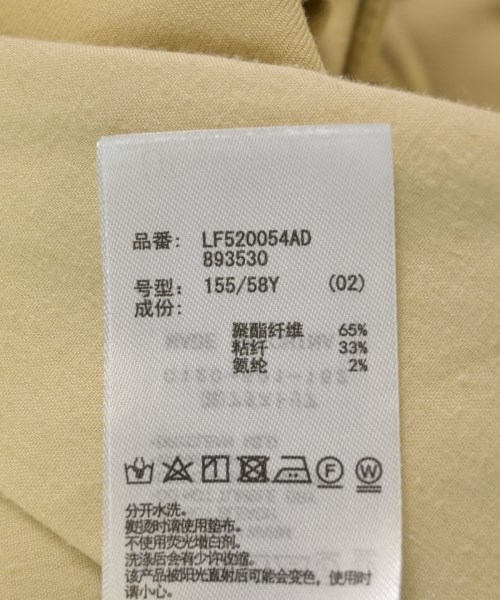 品番: LF520054AD
893530
号型: 155/58Y (02)
成份:
聚酯纤维 65%
粘纤 33%
氨纶 2%
F W
分开水洗。
熨烫时请使用垫布。
不使用荧光增白剂。
洗涤后会有少许收缩。
该产品被阳光直射后可能会变色，使用时
请小心。